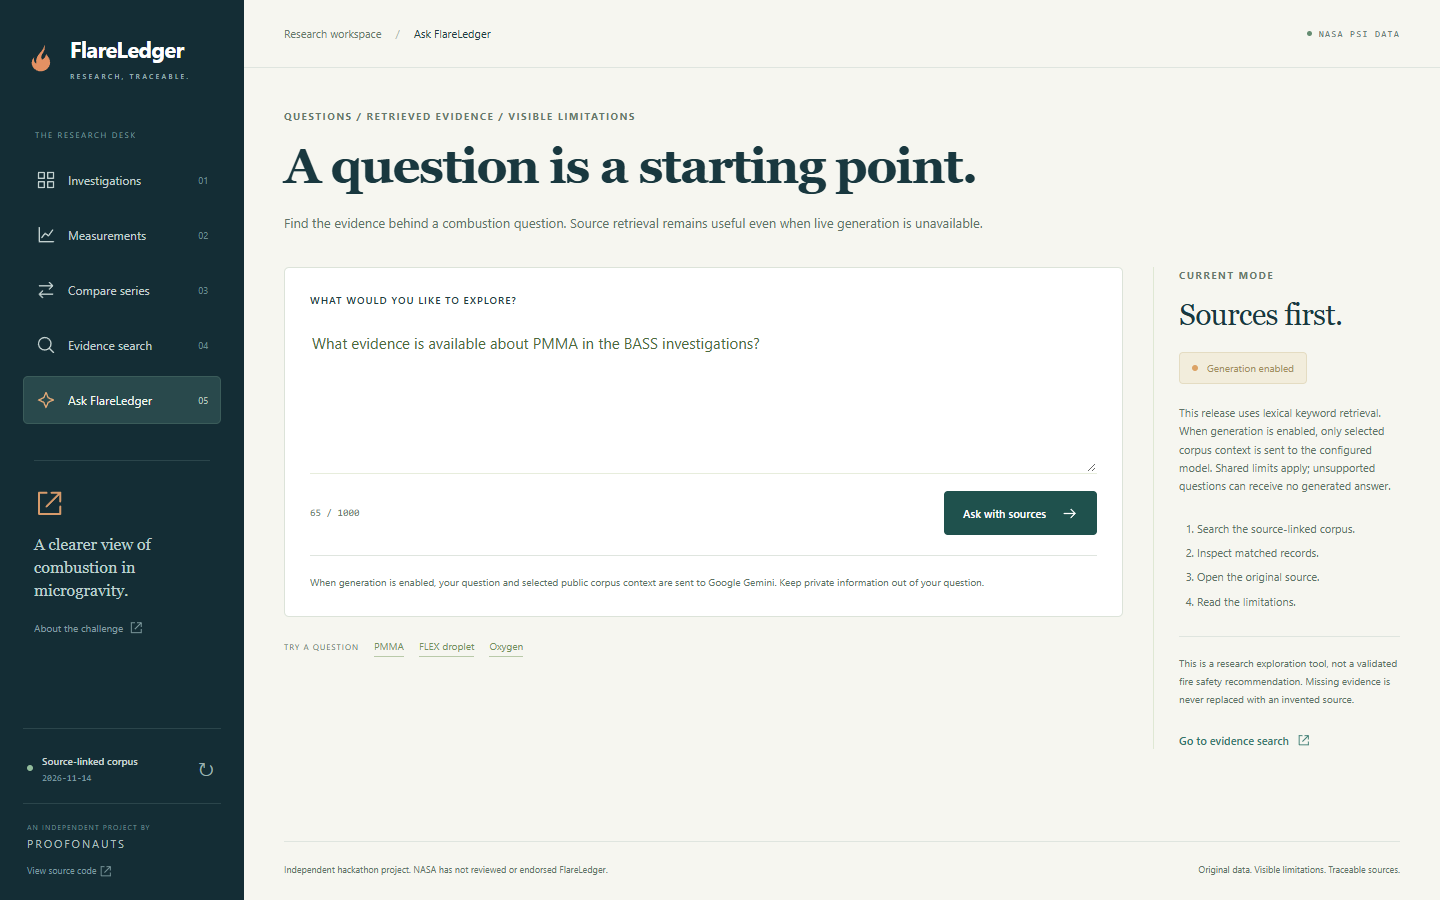 FlareLedger
RESEARCH, TRACEABLE.
THE RESEARCH DESK
Investigations 01
Measurements 02
Compare series 03
Evidence search 04
Ask FlareLedger 05
A clearer view of
combustion in
microgravity.
About the challenge
Source-linked corpus
2026-11-14
AN INDEPENDENT PROJECT BY
PROOFONAUTS
View source code
Research workspace / Ask FlareLedger
NASA PSI DATA
QUESTIONS / RETRIEVED EVIDENCE / VISIBLE LIMITATIONS
A question is a starting point.
Find the evidence behind a combustion question. Source retrieval remains useful even when live generation is unavailable.
WHAT WOULD YOU LIKE TO EXPLORE?
What evidence is available about PMMA in the BASS investigations?
65 / 1000
Ask with sources
When generation is enabled, your question and selected public corpus context are sent to Google Gemini. Keep private information out of your question.
TRY A QUESTION PMMA FLEX droplet Oxygen
CURRENT MODE
Sources first.
Generation enabled
This release uses lexical keyword retrieval.
When generation is enabled, only selected
corpus context is sent to the configured
model. Shared limits apply; unsupported
questions can receive no generated answer.
1. Search the source-linked corpus.
2. Inspect matched records.
3. Open the original source.
4. Read the limitations.
This is a research exploration tool, not a validated
fire safety recommendation. Missing evidence is
never replaced with an invented source.
Go to evidence search
Independent hackathon project. NASA has not reviewed or endorsed FlareLedger.
Original data. Visible limitations. Traceable sources.